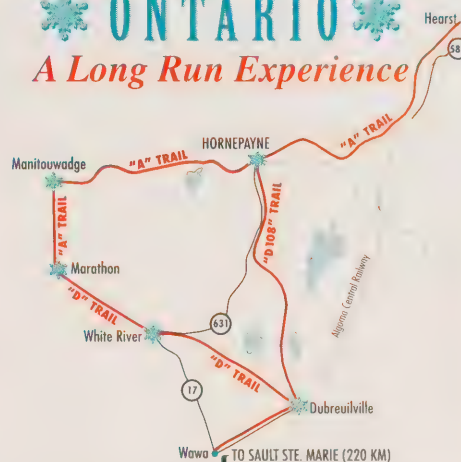 ONTARIO
A Long Run Experience
Hearst
583
"A" TRAIL
HORNEPAYNE
"A" TRAIL
Manitouwadge
"A" TRAIL
"D108" TRAIL
Marathon
Algoma Central Railway
"D" TRAIL
631
White River
"D" TRAIL
17
Dubreuilville
Wawa
TO SAULT STE. MARIE (220 KM)